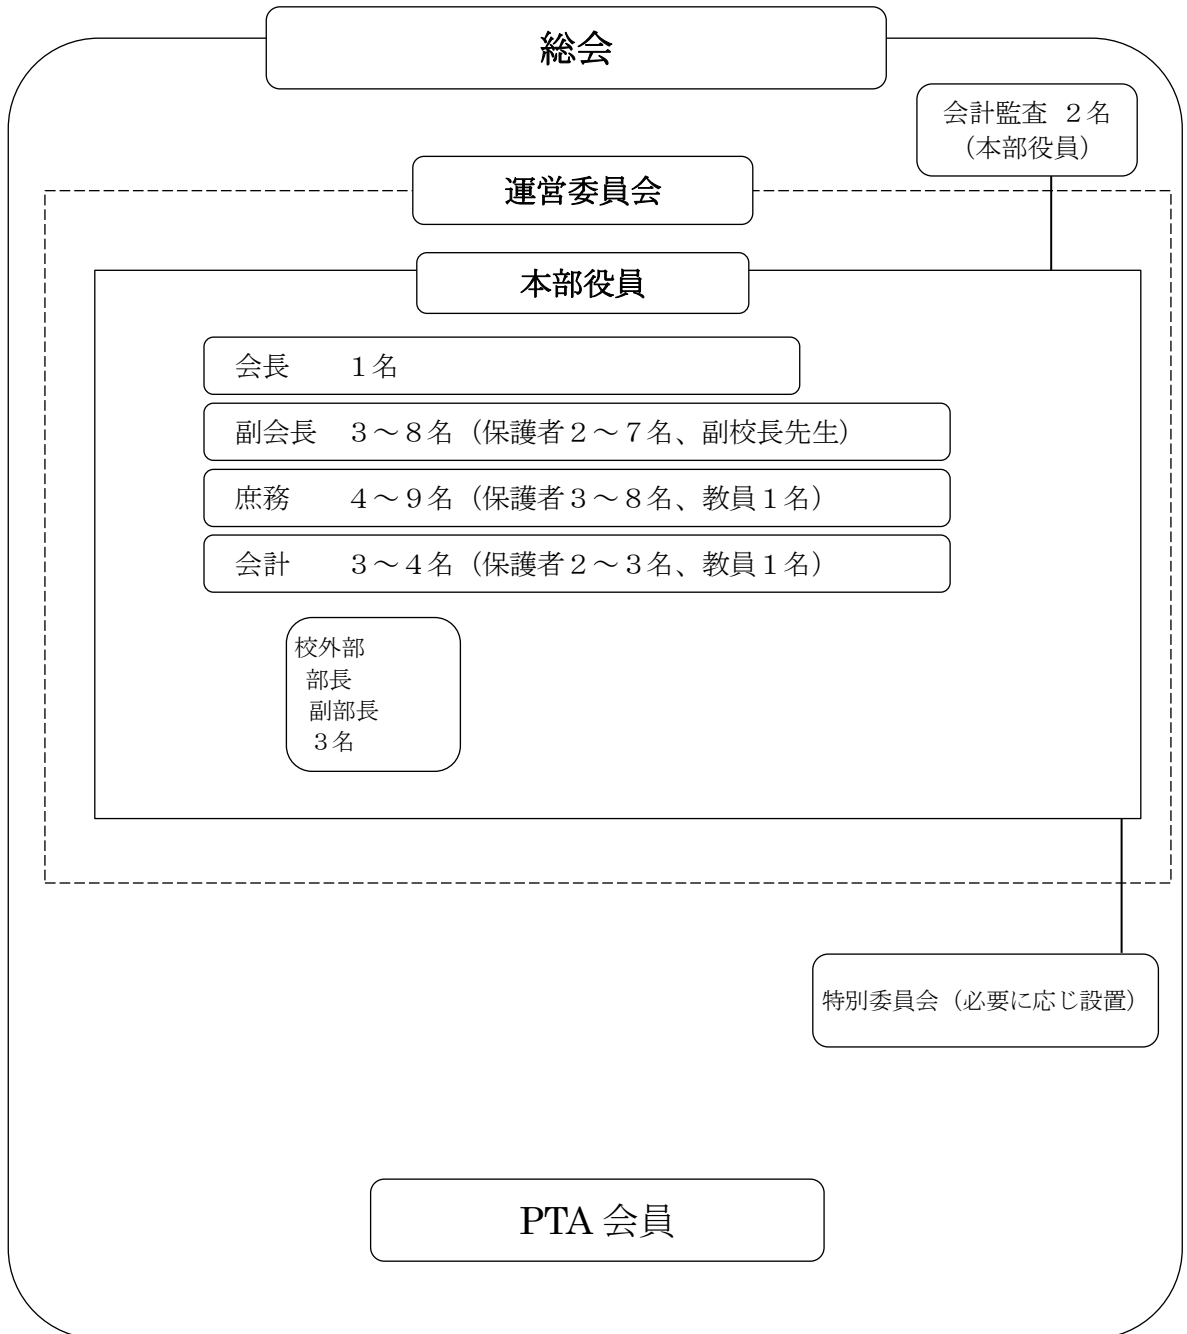 総会
会計監査 ２名
（本部役員）
運営委員会
本部役員
会長　　１名
副会長　３～８名（保護者２～７名、副校長先生）
庶務　　４～９名（保護者３～８名、教員１名）
会計　　３～４名（保護者２～３名、教員１名）
校外部
部長
副部長
３名
特別委員会（必要に応じ設置）
PTA 会員